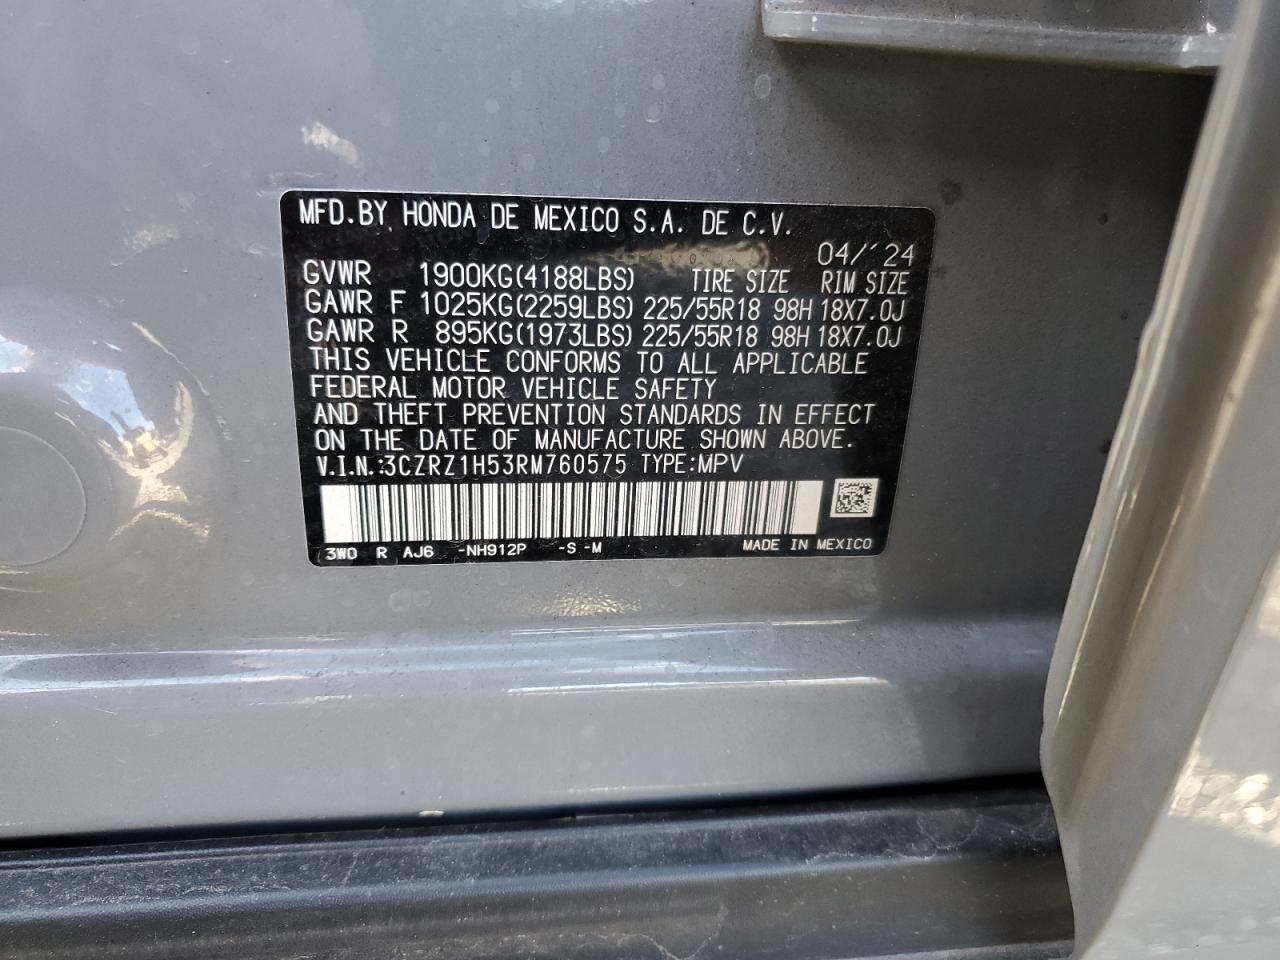 MFD.BY HONDA DE MEXICO S.A. DE C.V.
04/'24
GVWR 1900KG(4188LBS) TIRE SIZE RIM SIZE
GAWR F 1025KG(2259LBS) 225/55R18 98H 18X7.0J
GAWR R 895KG(1973LBS) 225/55R18 98H 18X7.0J
THIS VEHICLE CONFORMS TO ALL APPLICABLE
FEDERAL MOTOR VEHICLE SAFETY
AND THEFT PREVENTION STANDARDS IN EFFECT
ON THE DATE OF MANUFACTURE SHOWN ABOVE.
V.I.N.:3CZRZ1H53RM760575 TYPE:MPV
3W0 R AJ6 -NH912P -S -M MADE IN MEXICO